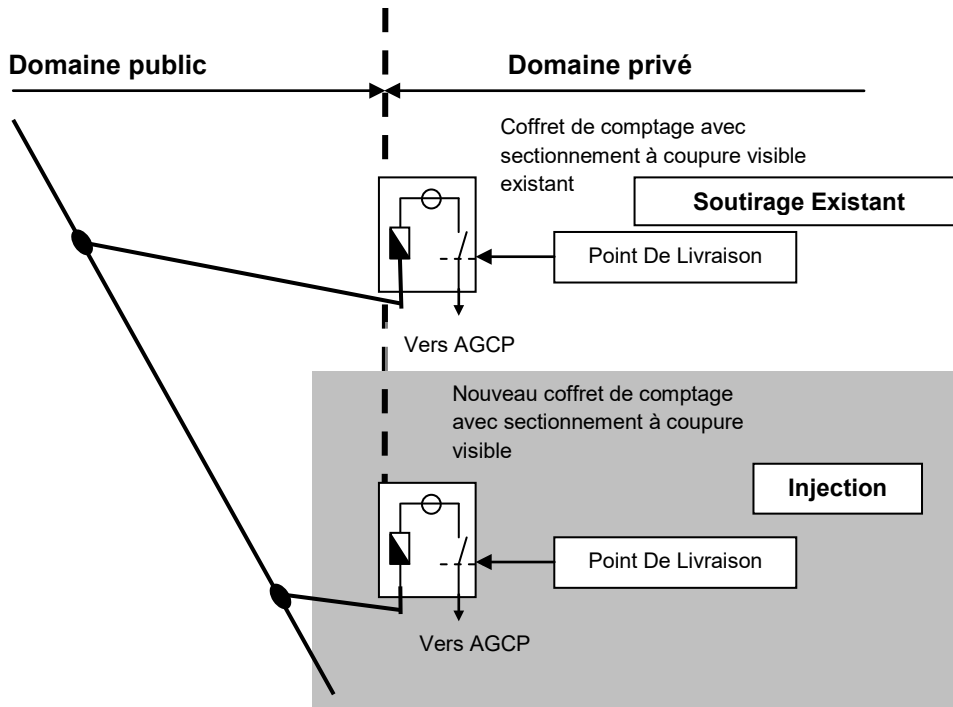 Domaine public
Domaine privé
Coffret de comptage avec
sectionnement à coupure visible
existant
Soutirage Existant
Point De Livraison
Vers AGCP
Nouveau coffret de comptage
avec sectionnement à coupure
visible
Injection
Point De Livraison
Vers AGCP